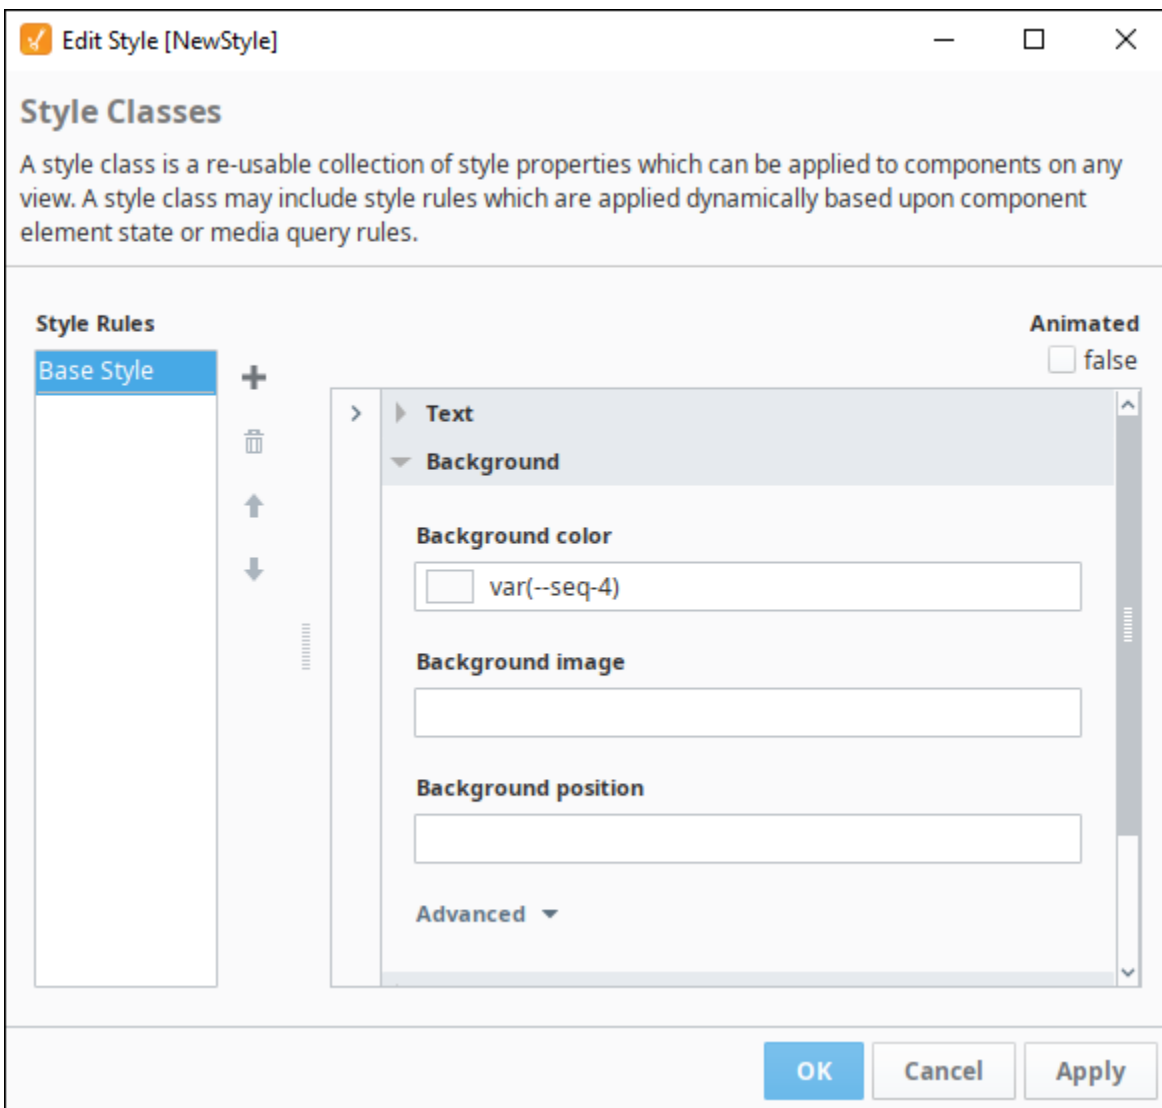 Edit Style [NewStyle]
Style Classes
A style class is a re-usable collection of style properties which can be applied to components on any
view. A style class may include style rules which are applied dynamically based upon component
element state or media query rules.
Style Rules
Animated
Base Style
false
Text
Background
Background color
var(--seq-4)
Background image
Background position
Advanced
OK
Cancel
Apply